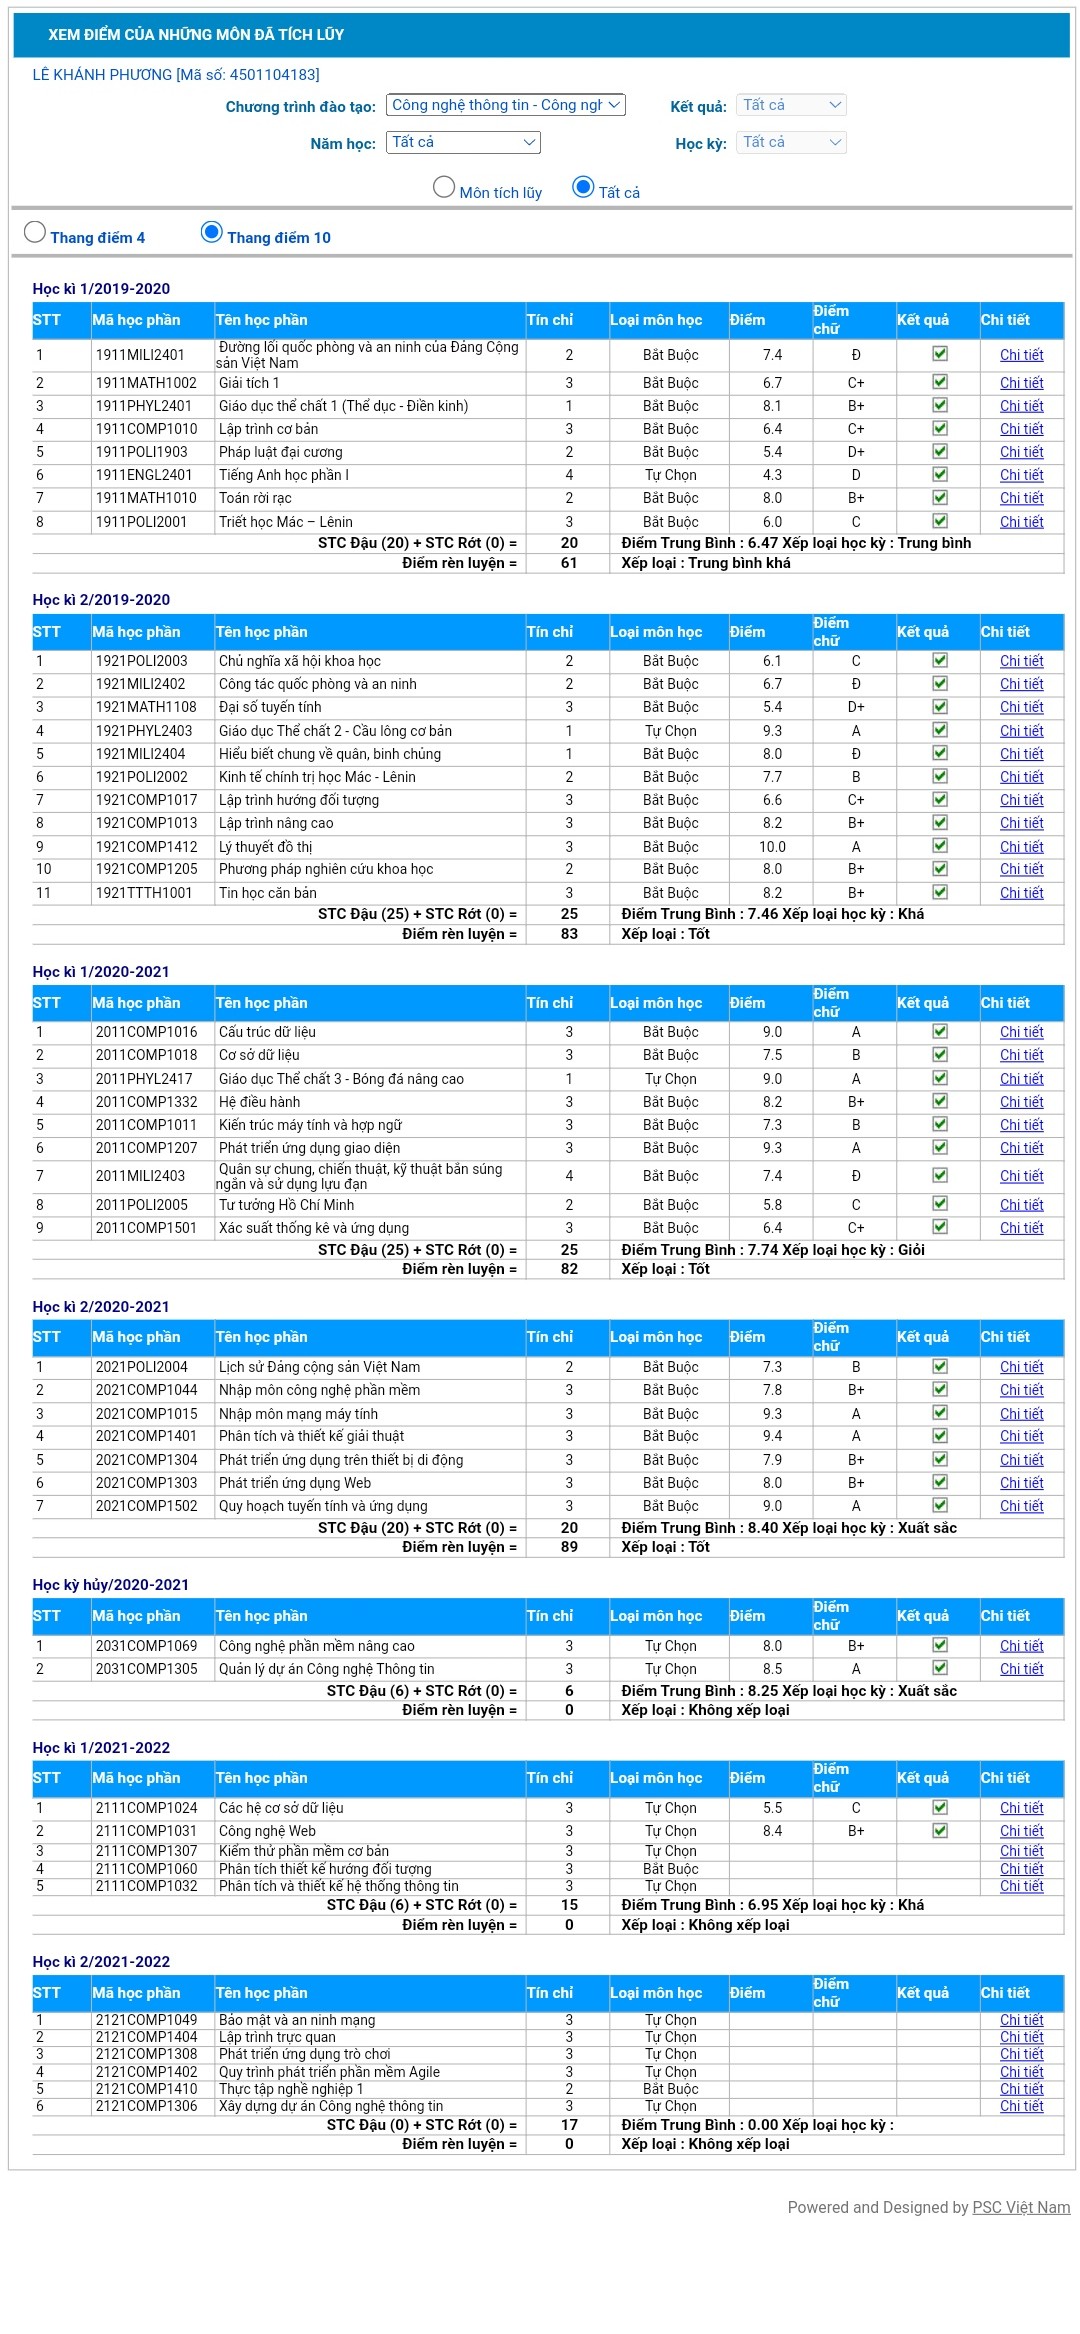 XEM ĐIỂM CỦA NHỮNG MÔN ĐÃ TÍCH LŨY
LÊ KHÁNH PHƯƠNG [Mã số: 4501104183]
Chương trình đào tạo: Công nghệ thông tin - Công ngh Kết quả: Tất cả
Năm học: Tất cả Học kỳ: Tất cả
Môn tích lũy Tất cả
Thang điểm 4 Thang điểm 10
Học kì 1/2019-2020
STT Mã học phần Tên học phần Tín chỉ Loại môn học Điểm Điểm chữ Kết quả Chi tiết
1 1911MILI2401 Đường lối quốc phòng và an ninh của Đảng Cộng sản Việt Nam 2 Bắt Buộc 7.4 Đ Chi tiết
2 1911MATH1002 Giải tích 1 3 Bắt Buộc 6.7 C+ Chi tiết
3 1911PHYL2401 Giáo dục thể chất 1 (Thể dục - Điền kinh) 1 Bắt Buộc 8.1 B+ Chi tiết
4 1911COMP1010 Lập trình cơ bản 3 Bắt Buộc 6.4 C+ Chi tiết
5 1911POLI1903 Pháp luật đại cương 2 Bắt Buộc 5.4 D+ Chi tiết
6 1911ENGL2401 Tiếng Anh học phần I 4 Tự Chọn 4.3 D Chi tiết
7 1911MATH1010 Toán rời rạc 2 Bắt Buộc 8.0 B+ Chi tiết
8 1911POLI2001 Triết học Mác – Lênin 3 Bắt Buộc 6.0 C Chi tiết
STC Đậu (20) + STC Rớt (0) = 20 Điểm Trung Bình : 6.47 Xếp loại học kỳ : Trung bình
Điểm rèn luyện = 61 Xếp loại : Trung bình khá
Học kì 2/2019-2020
STT Mã học phần Tên học phần Tín chỉ Loại môn học Điểm Điểm chữ Kết quả Chi tiết
1 1921POLI2003 Chủ nghĩa xã hội khoa học 2 Bắt Buộc 6.1 C Chi tiết
2 1921MILI2402 Công tác quốc phòng và an ninh 2 Bắt Buộc 6.7 Đ Chi tiết
3 1921MATH1108 Đại số tuyến tính 3 Bắt Buộc 5.4 D+ Chi tiết
4 1921PHYL2403 Giáo dục Thể chất 2 - Cầu lông cơ bản 1 Tự Chọn 9.3 A Chi tiết
5 1921MILI2404 Hiểu biết chung về quân, binh chủng 1 Bắt Buộc 8.0 Đ Chi tiết
6 1921POLI2002 Kinh tế chính trị học Mác - Lênin 2 Bắt Buộc 7.7 B Chi tiết
7 1921COMP1017 Lập trình hướng đối tượng 3 Bắt Buộc 6.6 C+ Chi tiết
8 1921COMP1013 Lập trình nâng cao 3 Bắt Buộc 8.2 B+ Chi tiết
9 1921COMP1412 Lý thuyết đồ thị 3 Bắt Buộc 10.0 A Chi tiết
10 1921COMP1205 Phương pháp nghiên cứu khoa học 2 Bắt Buộc 8.0 B+ Chi tiết
11 1921TTTH1001 Tin học căn bản 3 Bắt Buộc 8.2 B+ Chi tiết
STC Đậu (25) + STC Rớt (0) = 25 Điểm Trung Bình : 7.46 Xếp loại học kỳ : Khá
Điểm rèn luyện = 83 Xếp loại : Tốt
Học kì 1/2020-2021
STT Mã học phần Tên học phần Tín chỉ Loại môn học Điểm Điểm chữ Kết quả Chi tiết
1 2011COMP1016 Cấu trúc dữ liệu 3 Bắt Buộc 9.0 A Chi tiết
2 2011COMP1018 Cơ sở dữ liệu 3 Bắt Buộc 7.5 B Chi tiết
3 2011PHYL2417 Giáo dục Thể chất 3 - Bóng đá nâng cao 1 Tự Chọn 9.0 A Chi tiết
4 2011COMP1332 Hệ điều hành 3 Bắt Buộc 8.2 B+ Chi tiết
5 2011COMP1011 Kiến trúc máy tính và hợp ngữ 3 Bắt Buộc 7.3 B Chi tiết
6 2011COMP1207 Phát triển ứng dụng giao diện 3 Bắt Buộc 9.3 A Chi tiết
7 2011MILI2403 Quân sự chung, chiến thuật, kỹ thuật bắn súng ngắn và sử dụng lựu đạn 4 Bắt Buộc 7.4 Đ Chi tiết
8 2011POLI2005 Tư tưởng Hồ Chí Minh 2 Bắt Buộc 5.8 C Chi tiết
9 2011COMP1501 Xác suất thống kê và ứng dụng 3 Bắt Buộc 6.4 C+ Chi tiết
STC Đậu (25) + STC Rớt (0) = 25 Điểm Trung Bình : 7.74 Xếp loại học kỳ : Giỏi
Điểm rèn luyện = 82 Xếp loại : Tốt
Học kì 2/2020-2021
STT Mã học phần Tên học phần Tín chỉ Loại môn học Điểm Điểm chữ Kết quả Chi tiết
1 2021POLI2004 Lịch sử Đảng cộng sản Việt Nam 2 Bắt Buộc 7.3 B Chi tiết
2 2021COMP1044 Nhập môn công nghệ phần mềm 3 Bắt Buộc 7.8 B+ Chi tiết
3 2021COMP1015 Nhập môn mạng máy tính 3 Bắt Buộc 9.3 A Chi tiết
4 2021COMP1401 Phân tích và thiết kế giải thuật 3 Bắt Buộc 9.4 A Chi tiết
5 2021COMP1304 Phát triển ứng dụng trên thiết bị di động 3 Bắt Buộc 7.9 B+ Chi tiết
6 2021COMP1303 Phát triển ứng dụng Web 3 Bắt Buộc 8.0 B+ Chi tiết
7 2021COMP1502 Quy hoạch tuyến tính và ứng dụng 3 Bắt Buộc 9.0 A Chi tiết
STC Đậu (20) + STC Rớt (0) = 20 Điểm Trung Bình : 8.40 Xếp loại học kỳ : Xuất sắc
Điểm rèn luyện = 89 Xếp loại : Tốt
Học kỳ hủy/2020-2021
STT Mã học phần Tên học phần Tín chỉ Loại môn học Điểm Điểm chữ Kết quả Chi tiết
1 2031COMP1069 Công nghệ phần mềm nâng cao 3 Tự Chọn 8.0 B+ Chi tiết
2 2031COMP1305 Quản lý dự án Công nghệ Thông tin 3 Tự Chọn 8.5 A Chi tiết
STC Đậu (6) + STC Rớt (0) = 6 Điểm Trung Bình : 8.25 Xếp loại học kỳ : Xuất sắc
Điểm rèn luyện = 0 Xếp loại : Không xếp loại
Học kì 1/2021-2022
STT Mã học phần Tên học phần Tín chỉ Loại môn học Điểm Điểm chữ Kết quả Chi tiết
1 2111COMP1024 Các hệ cơ sở dữ liệu 3 Tự Chọn 5.5 C Chi tiết
2 2111COMP1031 Công nghệ Web 3 Tự Chọn 8.4 B+ Chi tiết
3 2111COMP1307 Kiểm thử phần mềm cơ bản 3 Tự Chọn Chi tiết
4 2111COMP1060 Phân tích thiết kế hướng đối tượng 3 Bắt Buộc Chi tiết
5 2111COMP1032 Phân tích và thiết kế hệ thống thông tin 3 Tự Chọn Chi tiết
STC Đậu (6) + STC Rớt (0) = 15 Điểm Trung Bình : 6.95 Xếp loại học kỳ : Khá
Điểm rèn luyện = 0 Xếp loại : Không xếp loại
Học kì 2/2021-2022
STT Mã học phần Tên học phần Tín chỉ Loại môn học Điểm Điểm chữ Kết quả Chi tiết
1 2121COMP1049 Bảo mật và an ninh mạng 3 Tự Chọn Chi tiết
2 2121COMP1404 Lập trình trực quan 3 Tự Chọn Chi tiết
3 2121COMP1308 Phát triển ứng dụng trò chơi 3 Tự Chọn Chi tiết
4 2121COMP1402 Quy trình phát triển phần mềm Agile 3 Tự Chọn Chi tiết
5 2121COMP1410 Thực tập nghề nghiệp 1 2 Bắt Buộc Chi tiết
6 2121COMP1306 Xây dựng dự án Công nghệ thông tin 3 Tự Chọn Chi tiết
STC Đậu (0) + STC Rớt (0) = 17 Điểm Trung Bình : 0.00 Xếp loại học kỳ :
Điểm rèn luyện = 0 Xếp loại : Không xếp loại
Powered and Designed by PSC Việt Nam